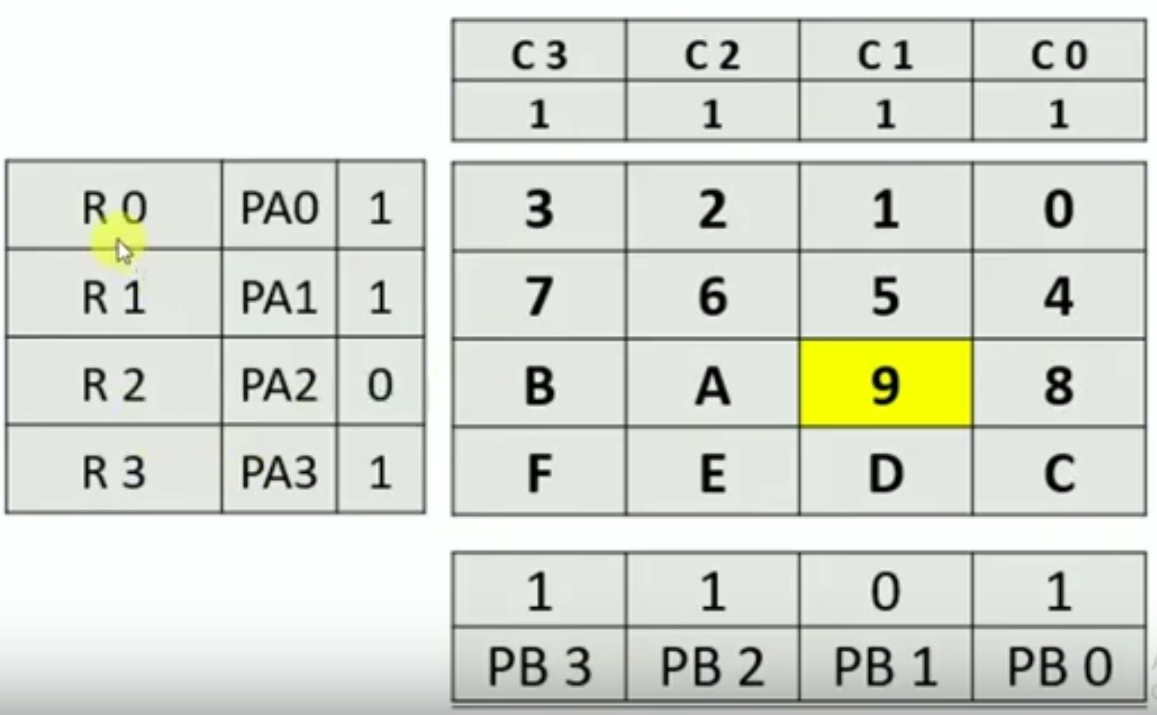 C 3 C 2 C 1 C 0
1 1 1 1
R 0 PA0 1 3 2 1 0
R 1 PA1 1 7 6 5 4
R 2 PA2 0 B A 9 8
R 3 PA3 1 F E D C
1 1 0 1
PB 3 PB 2 PB 1 PB 0